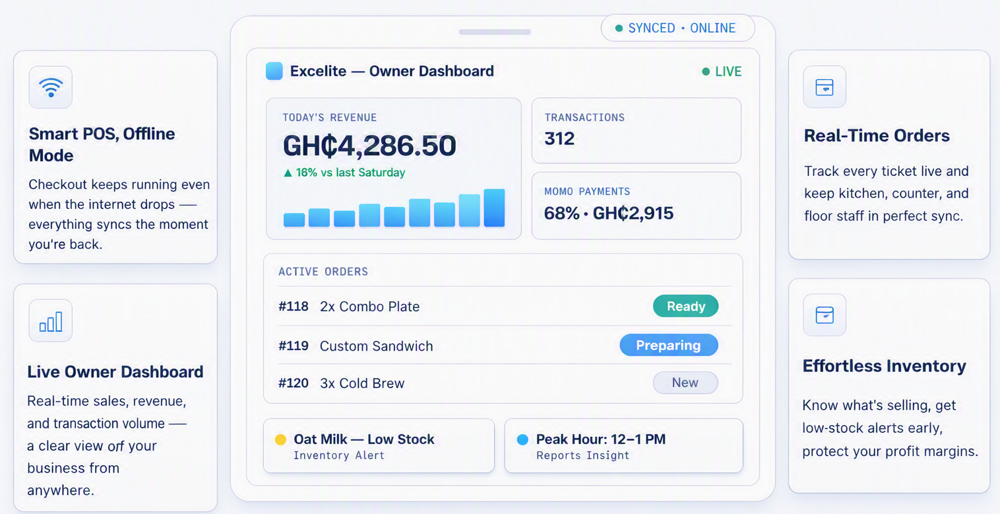 SYNCED • ONLINE
Smart POS, Offline
Mode
Checkout keeps running even
when the internet drops —
everything syncs the moment
you're back.
Live Owner Dashboard
Real-time sales, revenue,
and transaction volume —
a clear view off your
business from
anywhere.
Excelite — Owner Dashboard
LIVE
TODAY'S REVENUE
GH₵4,286.50
▲ 16% vs last Saturday
TRANSACTIONS
312
MOMO PAYMENTS
68% • GH₵2,915
ACTIVE ORDERS
#118 2x Combo Plate Ready
#119 Custom Sandwich Preparing
#120 3x Cold Brew New
Oat Milk — Low Stock
Inventory Alert
Peak Hour: 12–1 PM
Reports Insight
Real-Time Orders
Track every ticket live and
keep kitchen, counter, and
floor staff in perfect sync.
Effortless Inventory
Know what's selling, get
low-stock alerts early,
protect your profit margins.